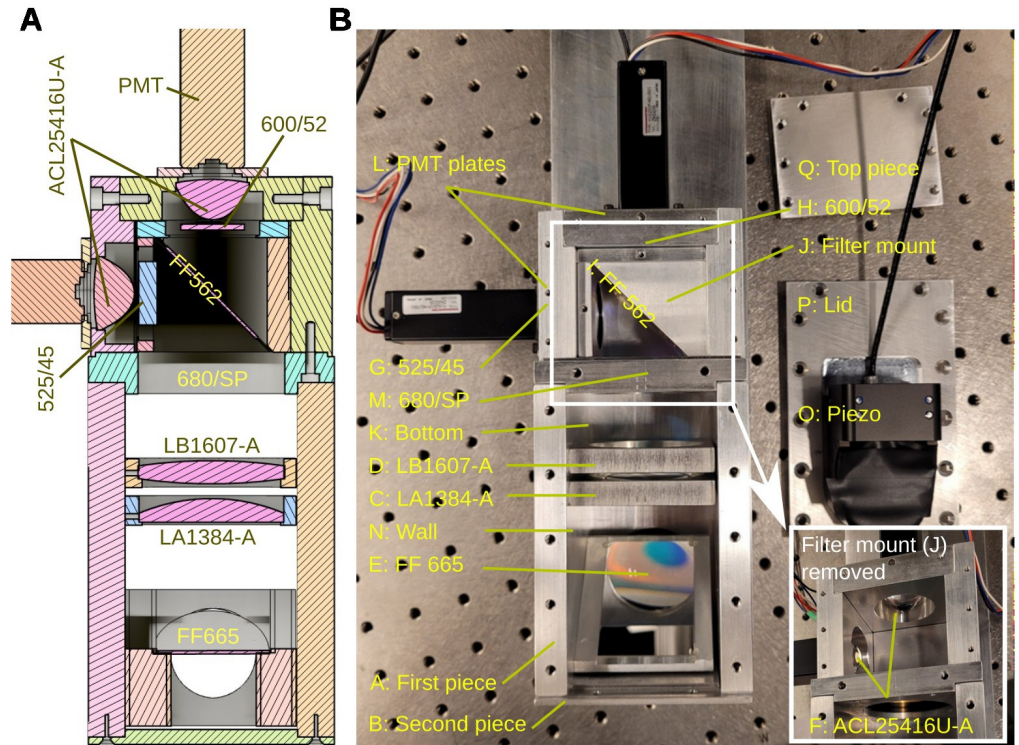 A
B
PMT
ACL25416U-A
600/52
FF562
525/45
680/SP
LB1607-A
LA1384-A
FF665
L: PMT plates
Q: Top piece
H: 600/52
J: Filter mount
I: FF 562
P: Lid
G: 525/45
M: 680/SP
O: Piezo
K: Bottom
D: LB1607-A
C: LA1384-A
N: Wall
E: FF 665
Filter mount (J)
removed
A: First piece
B: Second piece
F: ACL25416U-A